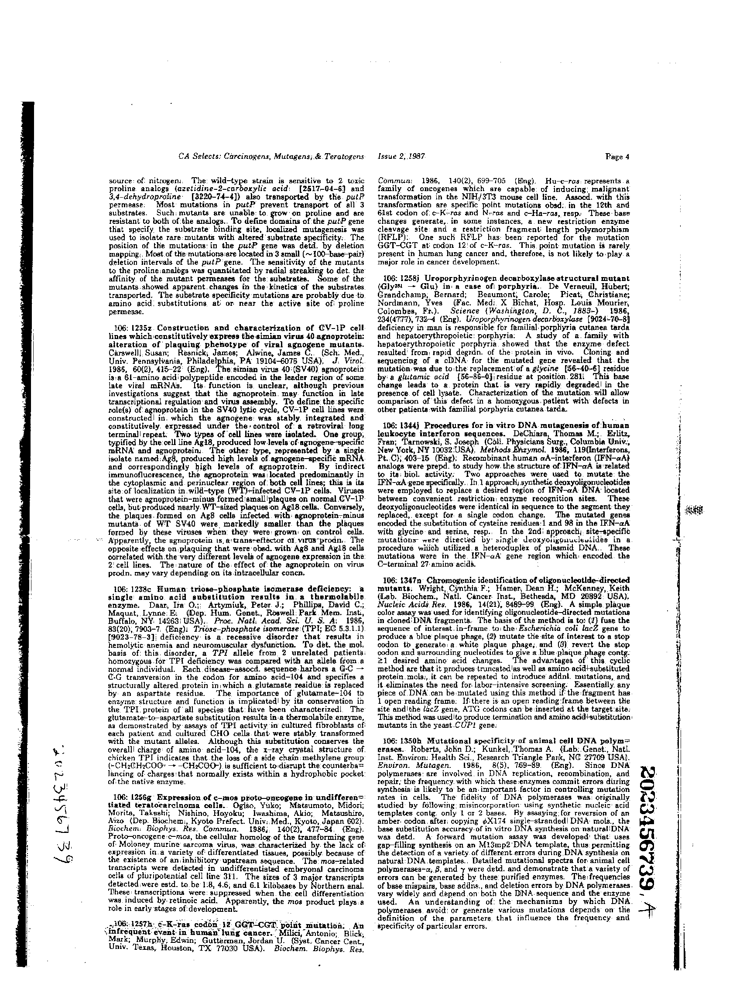 CA Selects: Carcinogens, Mutagens, & Teratogens Issue 2, 1987 Page 4
source of nitrogen. The wild-type strain is sensitive to 2 toxic
proline analogs (azetidine-2-carboxylic acid [2517-04-6] and
3,4-dehydroproline [3220-74-4]) also transported by the putP
permease. Most mutations in putP prevent transport of all 3
substrates. Such mutants are unable to grow on proline and are
resistant to both of the analogs. To define domains of the putP gene
that specify the substrate binding site, localized mutagenesis was
used to isolate rare mutants with altered substrate specificity. The
position of the mutations in the putP gene was detd. by deletion
mapping. Most of the mutations are located in 3 small (~100-base-pair)
deletion intervals of the putP gene. The sensitivity of the mutants
to the proline analogs was quantitated by radial streaking to det. the
affinity of the mutant permeases for the substrates. Some of the
mutants showed apparent changes in the kinetics of the substrates
transported. The substrate specificity mutations are probably due to
amino acid substitutions at or near the active site of proline
permease.
106: 1235z Construction and characterization of CV-1P cell
lines which constitutively express the simian virus 40 agnoprotein:
alteration of plaquing phenotype of viral agnogene mutants.
Carswell, Susan; Resnick, James; Alwine, James C. (Sch. Med.,
Univ. Pennsylvania, Philadelphia, PA 19104-6076 USA). J. Virol.
1986, 60(2), 415-22 (Eng). The simian virus 40 (SV40) agnoprotein
is a 61-amino acid polypeptide encoded in the leader region of some
late viral mRNAs. Its function is unclear, although previous
investigations suggest that the agnoprotein may function in late
transcriptional regulation and virus assembly. To define the specific
role(s) of agnoprotein in the SV40 lytic cycle, CV-1P cell lines were
constructed in which the agnogene was stably integrated and
constitutively expressed under the control of a retroviral long
terminal repeat. Two types of cell lines were isolated. One group,
typified by the cell line Ag18, produced low levels of agnogene-specific
mRNA and agnoprotein. The other type, represented by a single
isolate named Ag8, produced high levels of agnogene-specific mRNA
and correspondingly high levels of agnoprotein. By indirect
immunofluorescence, the agnoprotein was located predominantly in
the cytoplasmic and perinuclear region of both cell lines; this is its
site of localization in wild-type (WT)-infected CV-1P cells. Viruses
that were agnoprotein-minus formed small plaques on normal CV-1P
cells, but produced nearly WT-sized plaques on Ag18 cells. Conversely,
the plaques formed on Ag8 cells infected with agnoprotein-minus
mutants of WT SV40 were markedly smaller than the plaques
formed by these viruses when they were grown on control cells.
Apparently, the agnoprotein is a trans-effector of virus prodn. The
opposite effects on plaquing that were obsd. with Ag8 and Ag18 cells
correlated with the very different levels of agnogene expression in the
2 cell lines. The nature of the effect of the agnoprotein on virus
prodn. may vary depending on its intracellular concn.
106: 1238c Human triose-phosphate isomerase deficiency: a
single amino acid substitution results in a thermolabile
enzyme. Daar, Ira O.; Artymiuk, Peter J.; Phillips, David C.;
Maquat, Lynne E. (Dep. Hum. Genet., Roswell Park Mem. Inst.,
Buffalo, NY 14263 USA). Proc. Natl. Acad. Sci. U. S. A. 1986,
83(20), 7903-7 (Eng). Triose-phosphate isomerase (TPI; EC 5.3.1.1)
[9023-78-3] deficiency is a recessive disorder that results in
hemolytic anemia and neuromuscular dysfunction. To det. the mol.
basis of this disorder, a TPI allele from 2 unrelated patients
homozygous for TPI deficiency was compared with an allele from a
normal individual. Each disease-assocd. sequence harbors a G·C →
C·G transversion in the codon for amino acid-104 and specifies a
structurally altered protein in which a glutamate residue is replaced
by an aspartate residue. The importance of glutamate-104 to
enzyme structure and function is implicated by its conservation in
the TPI protein of all species that have been characterized. The
glutamate-to-aspartate substitution results in a thermolabile enzyme,
as demonstrated by assays of TPI activity in cultured fibroblasts of
each patient and cultured CHO cells that were stably transformed
with the mutant alleles. Although this substitution conserves the
overall charge of amino acid-104, the x-ray crystal structure of
chicken TPI indicates that the loss of a side chain methylene group
(-CH₂CH₂COO- → -CH₂COO-) is sufficient to disrupt the counterba=
lancing of charges that normally exists within a hydrophobic pocket
of the native enzyme.
106: 1256g Expression of c-mos proto-oncogene in undifferen=
tiated teratocarcinoma cells. Ogiso, Yuko; Matsumoto, Midori;
Morita, Takashi; Nishino, Hoyoku; Iwashima, Akio; Matsushiro,
Aizo (Dep. Biochem., Kyoto Prefect. Univ. Med., Kyoto, Japan 602).
Biochem. Biophys. Res. Commun. 1986, 140(2), 477-84 (Eng).
Proto-oncogene c-mos, the cellular homolog of the transforming gene
of Moloney murine sarcoma virus, was characterized by the lack of
expression in a variety of differentiated tissues, possibly because of
the existence of an inhibitory upstream sequence. The mos-related
transcripts were detected in undifferentiated embryonal carcinoma
cells of pluripotential cell line 311. The sizes of 3 major transcripts
detected were estd. to be 1.8, 4.6, and 6.1 kilobases by Northern anal.
These transcriptions were suppressed when the cell differentiation
was induced by retinoic acid. Apparently, the mos product plays a
role in early stages of development.
106: 1257h c-K-ras codon 12 GGT-CGT point mutation. An
infrequent event in human lung cancer. Milici, Antonio; Blick,
Mark; Murphy, Edwin; Gutterman, Jordan U. (Syst. Cancer Cent.,
Univ. Texas, Houston, TX 77030 USA). Biochem. Biophys. Res.
Commun. 1986, 140(2), 699-705 (Eng). Hu-c-ras represents a
family of oncogenes which are capable of inducing malignant
transformation in the NIH/3T3 mouse cell line. Assocd. with this
transformation are specific point mutations obsd. in the 12th and
61st codon of c-K-ras and N-ras and c-Ha-ras, resp. These base
changes generate, in some instances, a new restriction enzyme
cleavage site and a restriction fragment length polymorphism
(RFLP). One such RFLP has been reported for the mutation
GGT-CGT at codon 12 of c-K-ras. This point mutation is rarely
present in human lung cancer and, therefore, is not likely to play a
major role in cancer development.
106: 1258j Uroporphyrinogen decarboxylase structural mutant
(Gly²⁸¹ → Glu) in a case of porphyria. De Verneuil, Hubert;
Grandchamp, Bernard; Beaumont, Carole; Picat, Christiane;
Nordmann, Yves (Fac. Med. X Bichat, Hosp. Louis Mourier,
Colombes, Fr.). Science (Washington, D. C., 1883-) 1986,
234(4777), 732-4 (Eng). Uroporphyrinogen decarboxylase [9024-70-8]
deficiency in man is responsible for familial porphyria cutanea tarda
and hepatoerythropoietic porphyria. A study of a family with
hepatoerythropoietic porphyria showed that the enzyme defect
resulted from rapid degrdn. of the protein in vivo. Cloning and
sequencing of a cDNA for the mutated gene revealed that the
mutation was due to the replacement of a glycine [56-40-6] residue
by a glutamic acid [56-86-0] residue at position 281. This base
change leads to a protein that is very rapidly degraded in the
presence of cell lysate. Characterization of the mutation will allow
comparison of this defect in a homozygous patient with defects in
other patients with familial porphyria cutanea tarda.
106: 1344j Procedures for in vitro DNA mutagenesis of human
leukocyte interferon sequences. DeChiara, Thomas M.; Erlitz,
Fran; Tarnowski, S. Joseph (Coll. Physicians Surg., Columbia Univ.,
New York, NY 10032 USA). Methods Enzymol. 1986, 119(Interferons,
Pt. C), 403-15 (Eng). Recombinant human αA-interferon (IFN-αA)
analogs were prepd. to study how the structure of IFN-αA is related
to its biol. activity. Two approaches were used to mutate the
IFN-αA gene specifically. In 1 approach, synthetic deoxyoligonucleotides
were employed to replace a desired region of IFN-αA DNA located
between convenient restriction enzyme recognition sites. These
deoxyoligonucleotides were identical in sequence to the segment they
replaced, except for a single codon change. The mutated genes
encoded the substitution of cysteine residues 1 and 98 in the IFN-αA
with glycine and serine, resp. In the 2nd approach, site-specific
mutations were directed by single deoxyoligonucleotides in a
procedure which utilized a heteroduplex of plasmid DNA. These
mutations were in the IFN-αA gene region which encoded the
C-terminal 27 amino acids.
106: 1347n Chromogenic identification of oligonucleotide-directed
mutants. Wright, Cynthia F.; Hamer, Dean H.; McKenney, Keith
(Lab. Biochem., Natl. Cancer Inst., Bethesda, MD 20892 USA).
Nucleic Acids Res. 1986, 14(21), 8489-99 (Eng). A simple plaque
color assay was used for identifying oligonucleotide-directed mutations
in cloned DNA fragments. The basis of the method is to: (1) fuse the
sequence of interest in-frame to the Escherichia coli lacZ gene to
produce a blue plaque phage, (2) mutate the site of interest to a stop
codon to generate a white plaque phage, and (3) revert the stop
codon and surrounding nucleotides to give a blue plaque phage contg.
≥1 desired amino acid changes. The advantages of this cyclic
method are that it produces truncated as well as amino acid-substituted
protein mols., it can be repeated to introduce addnl. mutations, and
it eliminates the need for labor-intensive screening. Essentially any
piece of DNA can be mutated using this method if the fragment has
1 open reading frame. If there is an open reading frame between the
site and the lacZ gene, ATG codons can be inserted at the target site.
This method was used to produce termination and amino acid substitution
mutants in the yeast CUP1 gene.
106: 1350h Mutational specificity of animal cell DNA polym=
erases. Roberts, John D.; Kunkel, Thomas A. (Lab. Genet., Natl.
Inst. Environ. Health Sci., Research Triangle Park, NC 27709 USA).
Environ. Mutagen. 1986, 8(5), 769-89 (Eng). Since DNA
polymerases are involved in DNA replication, recombination, and
repair, the frequency with which these enzymes commit errors during
synthesis is likely to be an important factor in controlling mutation
rates in cells. The fidelity of DNA polymerases was originally
studied by following misincorporation using synthetic nucleic acid
templates contg. only 1 or 2 bases. By assaying for reversion of an
amber codon after copying φX174 single-stranded DNA mols., the
base substitution accuracy of in vitro DNA synthesis on natural DNA
was detd. A forward mutation assay was developed that uses
gap-filling synthesis on an M13mp2 DNA template, thus permitting
the detection of a variety of different errors during DNA synthesis on
natural DNA templates. Detailed mutational spectra for animal cell
polymerases-α, β, and γ were detd. and demonstrate that a variety of
errors can be generated by these purified enzymes. The frequencies
of base mispairs, base addns., and deletion errors by DNA polymerases
vary widely and depend on both the DNA sequence and the enzyme
used. An understanding of the mechanisms by which DNA
polymerases avoid or generate various mutations depends on the
definition of the parameters that influence the frequency and
specificity of particular errors.
2023456739
2023456739-A